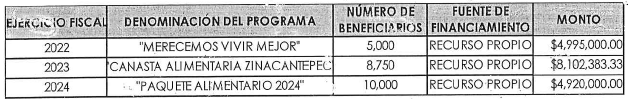 EJERCICIO FISCAL DENOMINACIÓN DEL PROGRAMA NÚMERO DE BENEFICIARIOS FUENTE DE FINANCIAMIENTO MONTO
2022 "MERECEMOS VIVIR MEJOR" 5,000 RECURSO PROPIO $4,995,000.00
2023 "CANASTA ALIMENTARIA ZINACANTEPEC 8,750 RECURSO PROPIO $8,102,383.33
2024 "PAQUETE ALIMENTARIO 2024" 10,000 RECURSO PROPIO $4,920,000.00